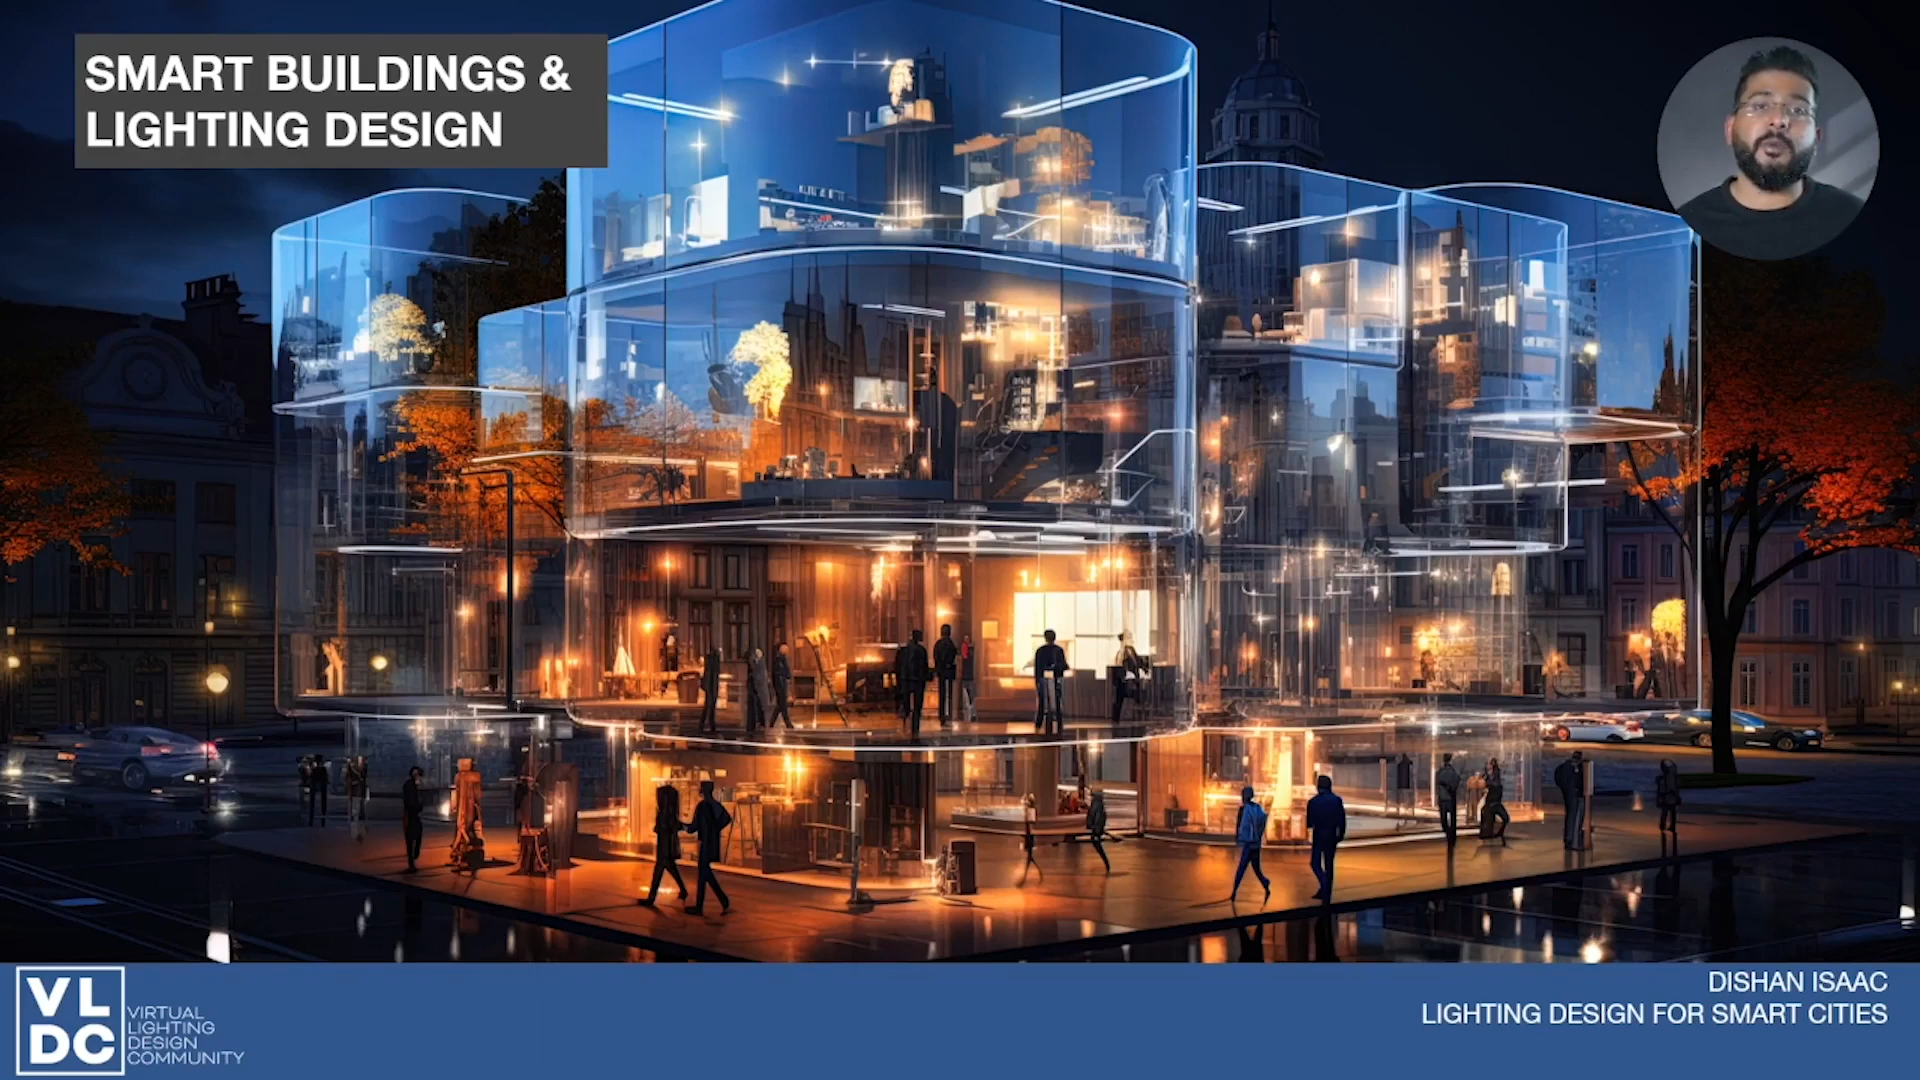 SMART BUILDINGS &
LIGHTING DESIGN
VL
DC
VIRTUAL
LIGHTING
DESIGN
COMMUNITY
DISHAN ISAAC
LIGHTING DESIGN FOR SMART CITIES